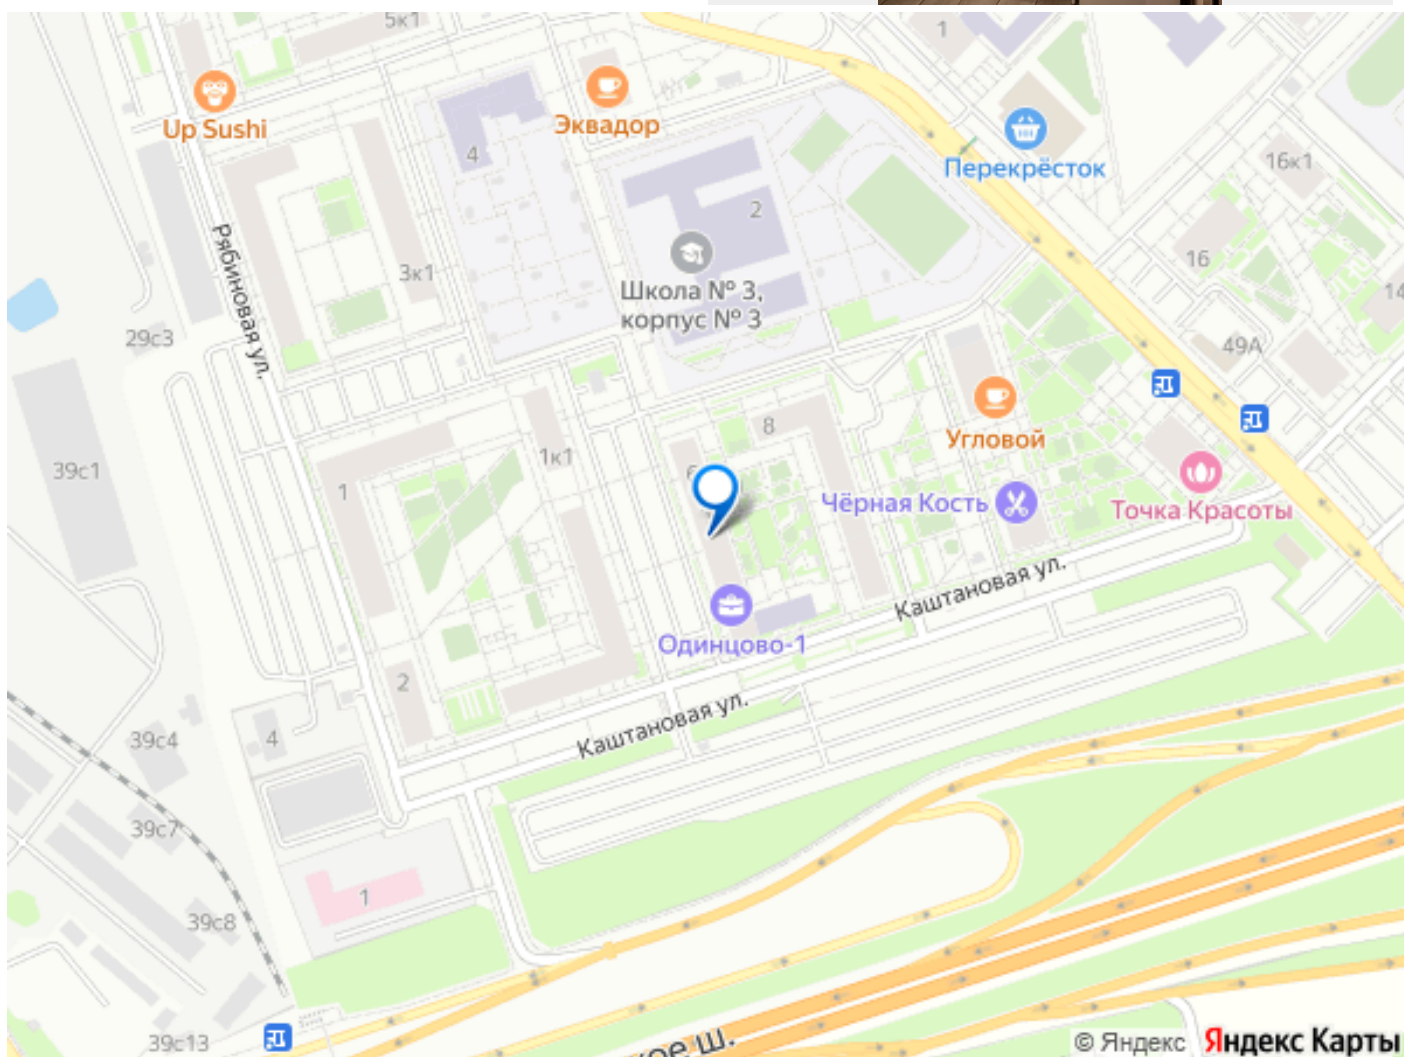 5к1
1
Up Sushi
Эквадор
4
Перекрёсток
16к1
2
Рябиновая ул.
3к1
16
Школа № 3,
корпус № 3
14
29с3
49А
Угловой
8
1к1
39с1
1
6
Чёрная Кость
Точка Красоты
Каштановая ул.
Одинцово-1
2
Каштановая ул.
39с4
4
39с7
1
39с8
39с13
кое ш.
© Яндекс
Яндекс Карты